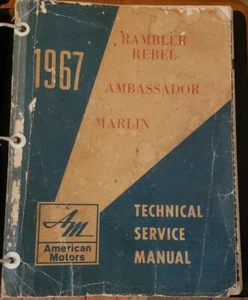 1967
RAMBLER
REBEL
AMBASSADOR
MARLIN
AM
American
Motors
TECHNICAL
SERVICE
MANUAL